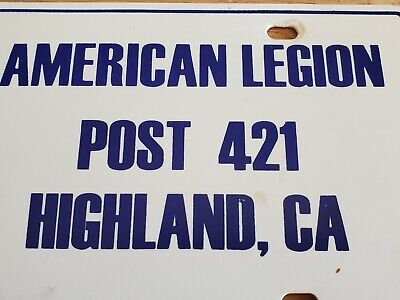 AMERICAN LEGION
POST 421
HIGHLAND, CA